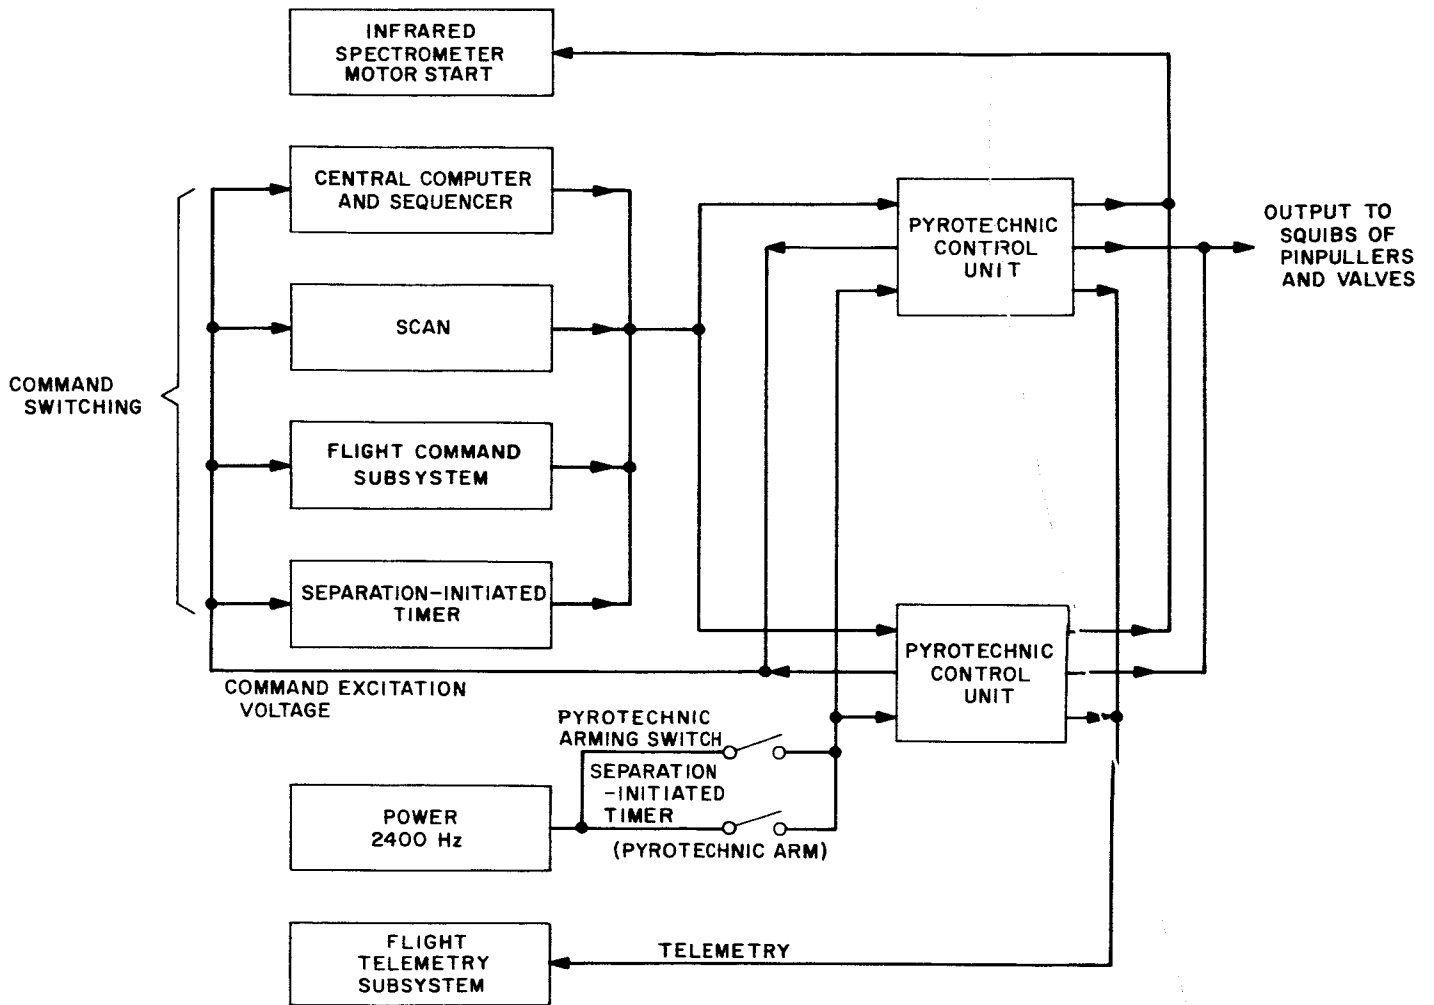 INFRARED
SPECTROMETER
MOTOR START
CENTRAL COMPUTER
AND SEQUENCER
PYROTECHNIC
CONTROL
UNIT
OUTPUT TO
SQUIBS OF
PINPULLERS
AND VALVES
SCAN
COMMAND
SWITCHING
FLIGHT COMMAND
SUBSYSTEM
SEPARATION-INITIATED
TIMER
PYROTECHNIC
CONTROL
UNIT
COMMAND EXCITATION
VOLTAGE
PYROTECHNIC
ARMING SWITCH
SEPARATION
-INITIATED
TIMER
(PYROTECHNIC ARM)
POWER
2400 Hz
FLIGHT
TELEMETRY
SUBSYSTEM
TELEMETRY